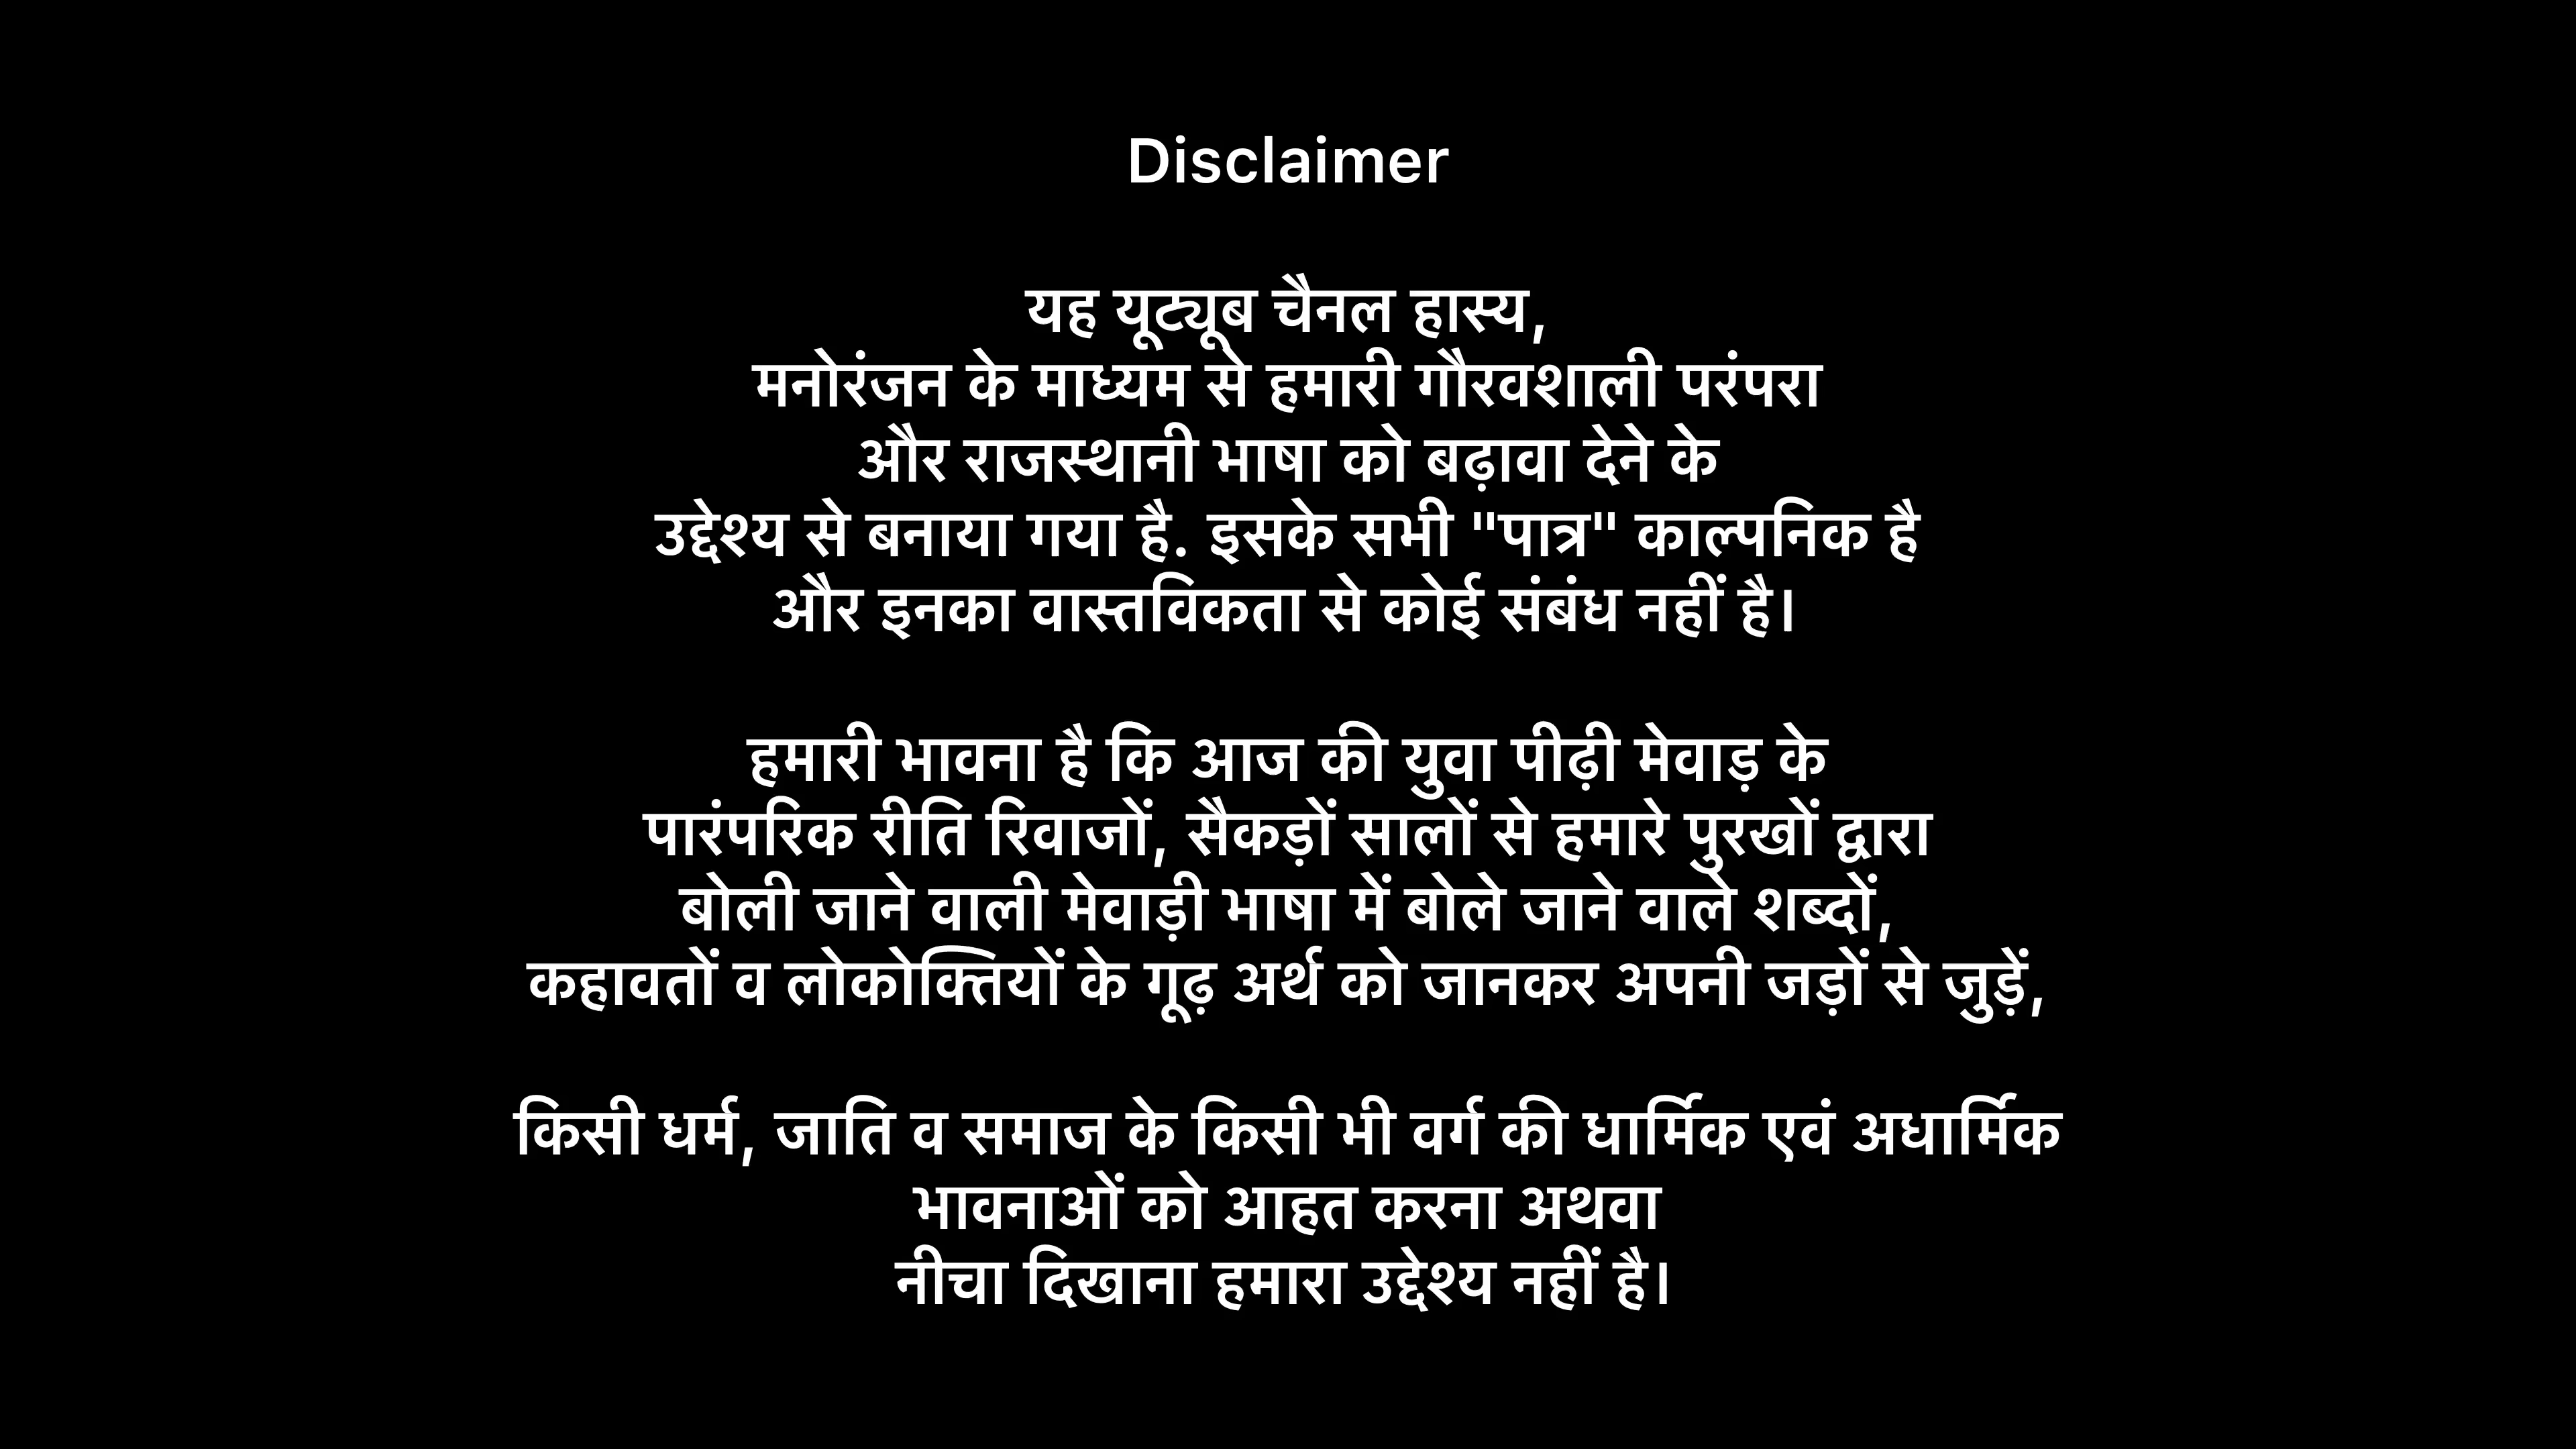 Disclaimer
यह यूट्यूब चैनल हास्य,
मनोरंजन के माध्यम से हमारी गौरवशाली परंपरा
और राजस्थानी भाषा को बढ़ावा देने के
उद्देश्य से बनाया गया है. इसके सभी "पात्र" काल्पनिक है
और इनका वास्तविकता से कोई संबंध नहीं है।
हमारी भावना है कि आज की युवा पीढ़ी मेवाड़ के
पारंपरिक रीति रिवाजों, सैकड़ों सालों से हमारे पुरखों द्वारा
बोली जाने वाली मेवाड़ी भाषा में बोले जाने वाले शब्दों,
कहावतों व लोकोक्तियों के गूढ़ अर्थ को जानकर अपनी जड़ों से जुड़ें,
किसी धर्म, जाति व समाज के किसी भी वर्ग की धार्मिक एवं अधार्मिक
भावनाओं को आहत करना अथवा
नीचा दिखाना हमारा उद्देश्य नहीं है।